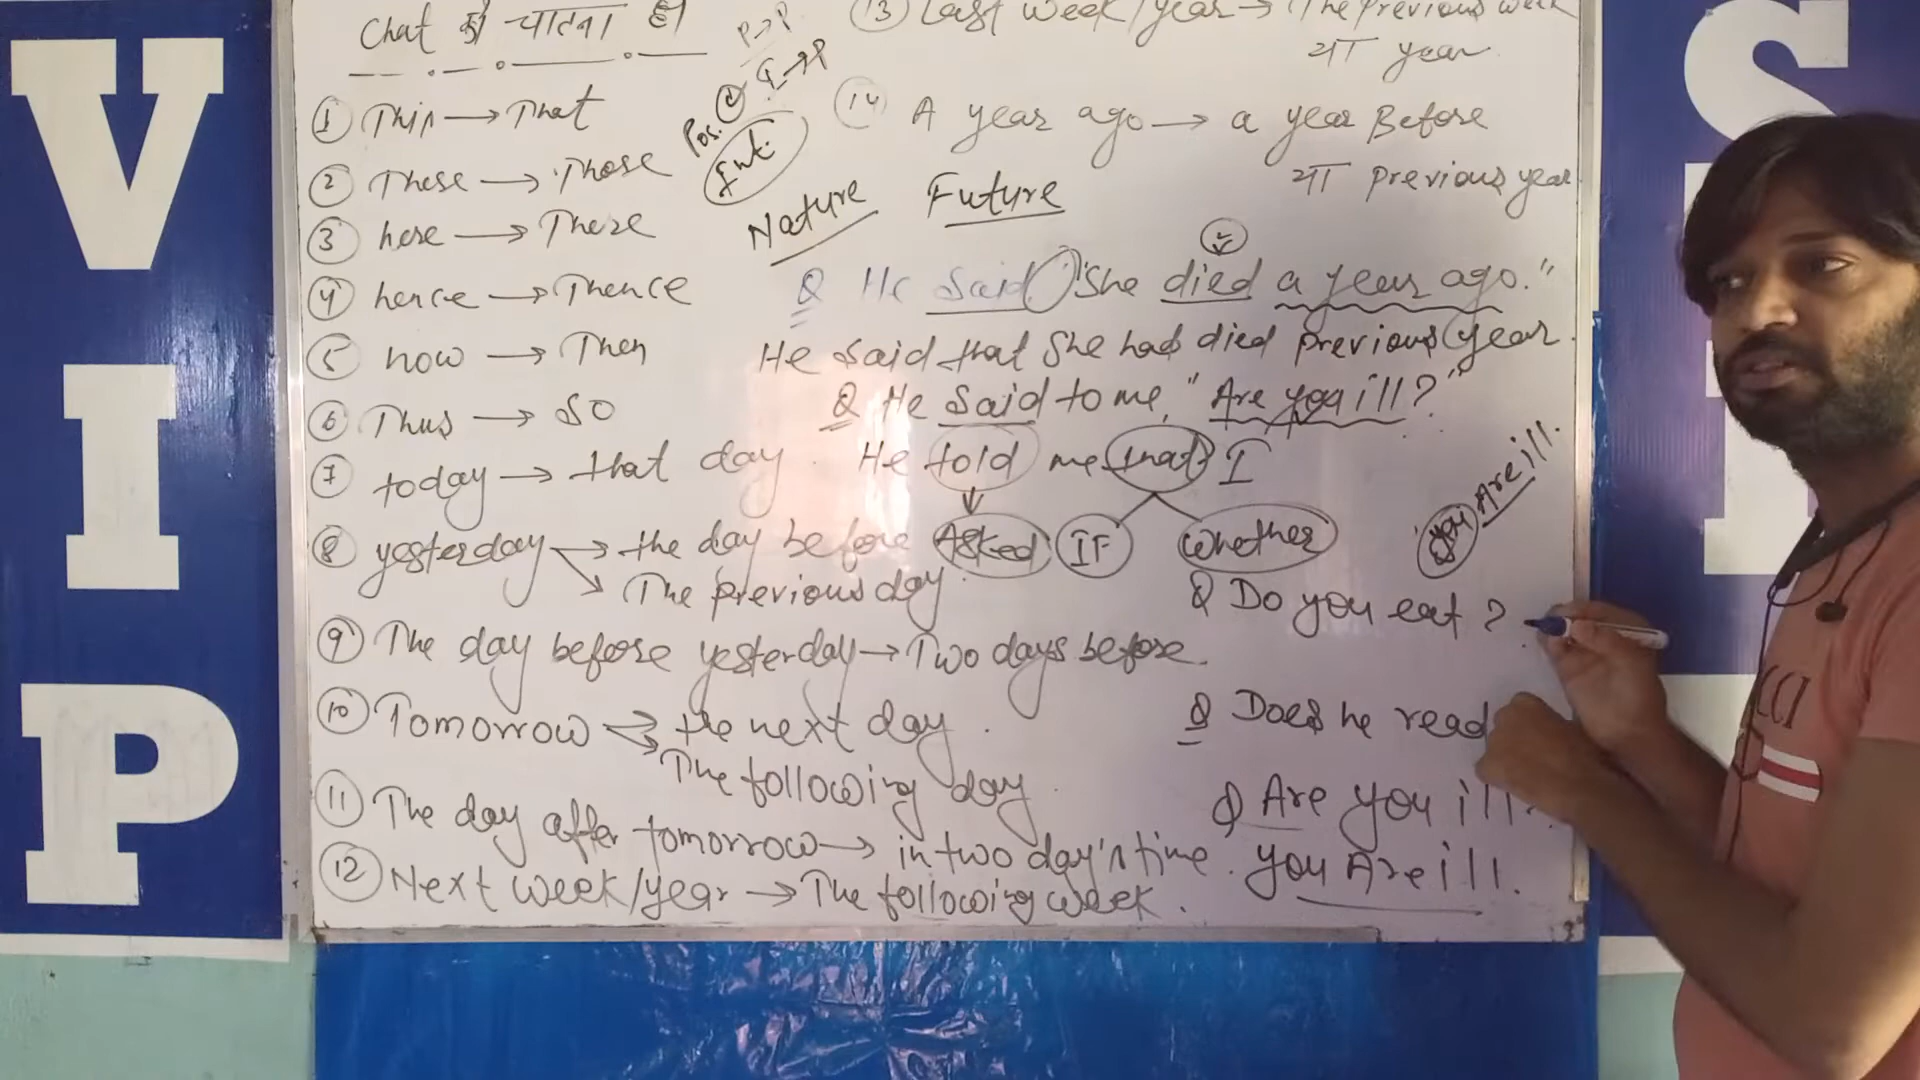 Chat को चाटना है।
① This → That
② These → Those
③ here → There
④ hence → Thence
⑤ now → Then
⑥ Thus → SO
⑦ today → that day.
⑧ yesterday → the day before
→ The previous day.
⑨ The day before yesterday → Two days before.
⑩ Tomorrow → the next day.
→ The following day.
⑪ The day after tomorrow → in two day's time.
⑫ Next week/year → The following week.
⑬ Last week/year → The previous week
या year
⑭ A year ago → a year Before
या previous year
P→P
I→P
Pos.
Int.
Nature Future
Q He said "She died a year ago."
He said that She had died previous year.
Q He said to me, "Are you ill?"
He told me that I
Asked IF Whether
you Are ill.
Q Do you eat ?
Q Does he read
Q Are you ill?
you Are ill.
V
I
P
S
CCI